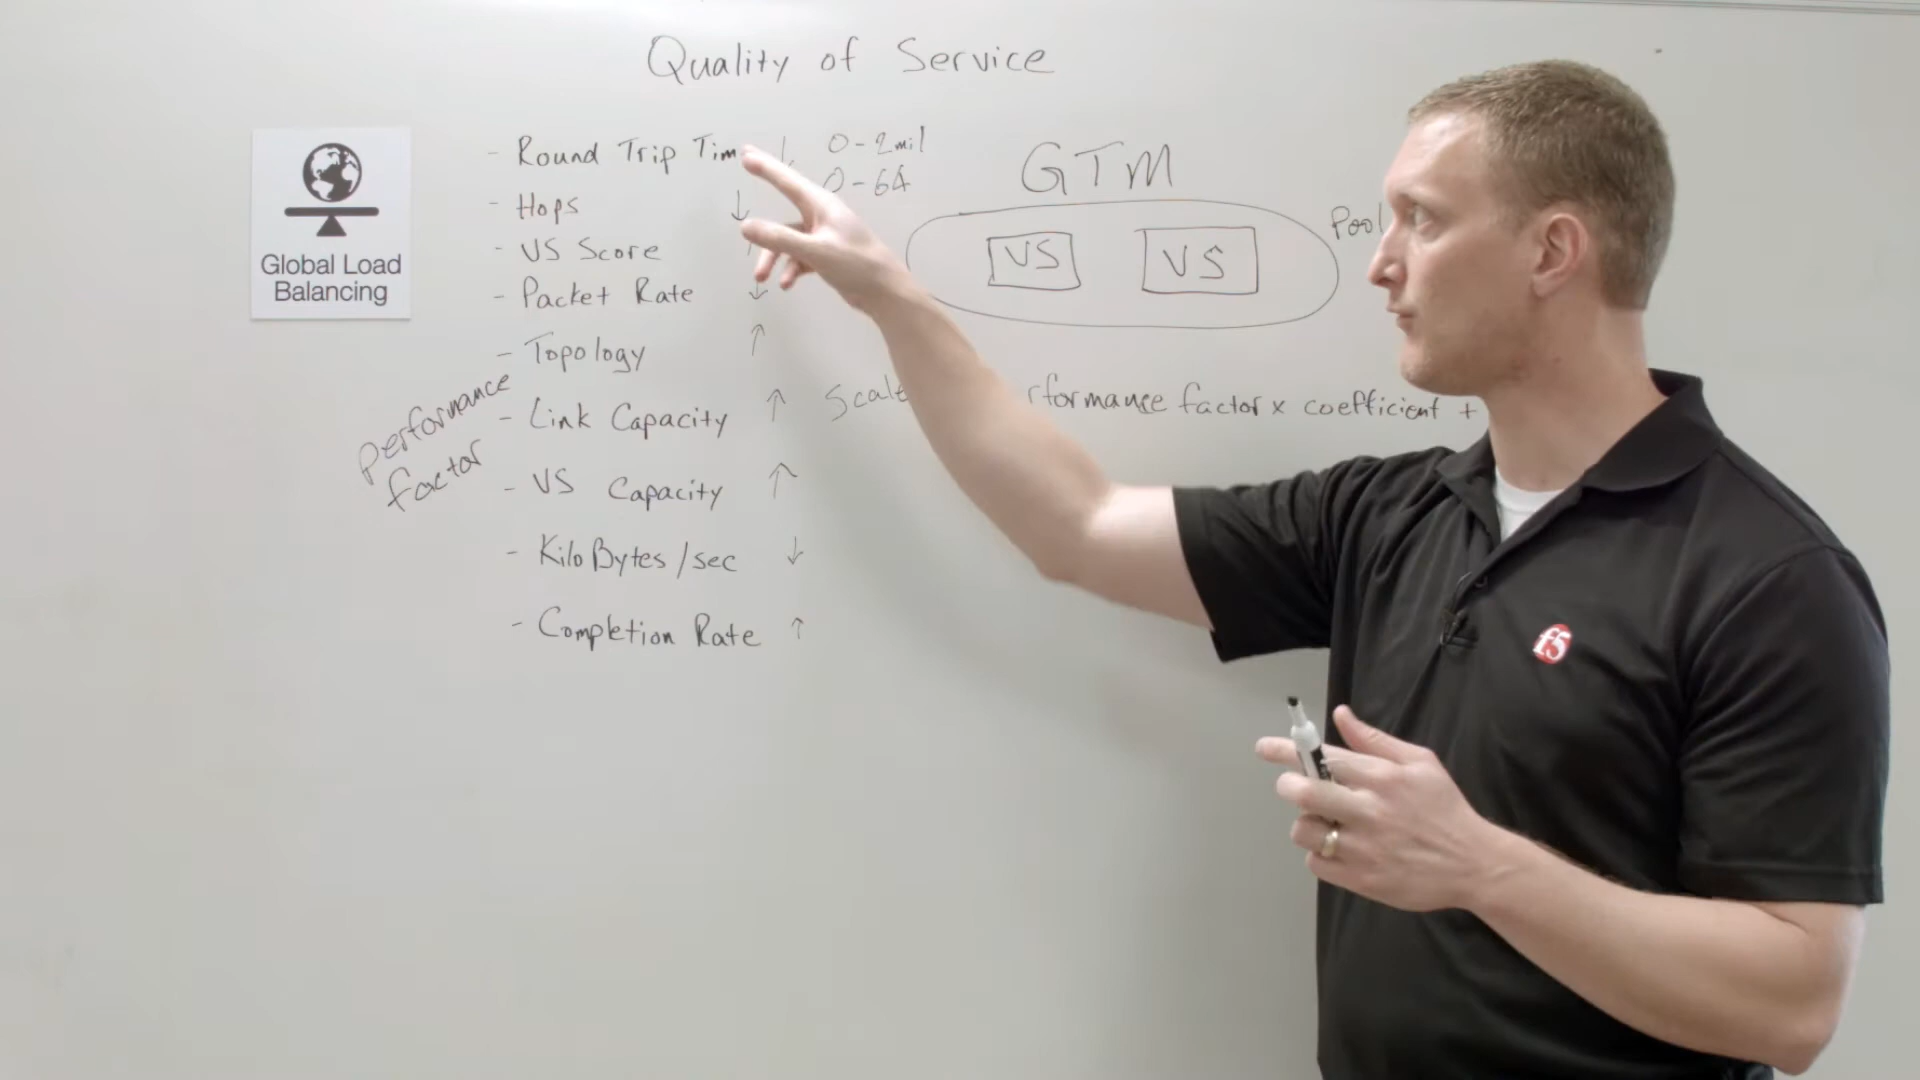 Quality of Service
Global Load
Balancing
- Round Trip Tim ↓ 0-2mil
- Hops ↓ 0-64
- VS Score ↑
- Packet Rate ↓
- Topology ↑
- Link Capacity ↑
- VS Capacity ↑
- KiloBytes/sec ↓
- Completion Rate ↑
Performance
factor
GTM
VS VS
Pool
Scale rformance factor x coefficient +
f5